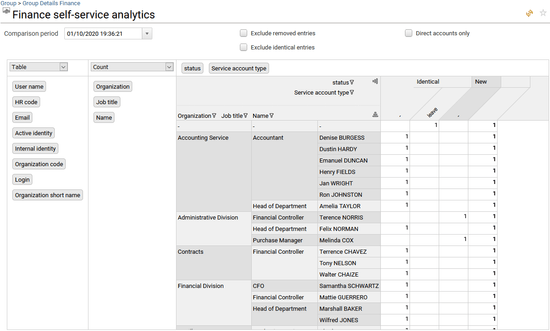 Group > Group Details Finance
Finance self-service analytics
Comparison period 01/10/2020 19:36:21
Exclude removed entries
Direct accounts only
Exclude identical entries
Table
Count
status Service account type
User name
HR code
Email
Active identity
Internal identity
Organization code
Login
Organization short name
Organization
Job title
Name
status
Service account type
Identical New
- leave -
Organization Job title Name
- - - 1 1
Accounting Service Accountant Denise BURGESS 1 1
Dustin HARDY 1 1
Emanuel DUNCAN 1 1
Henry FIELDS 1 1
Jan WRIGHT 1 1
Ron JOHNSTON 1 1
Head of Department Amelia TAYLOR 1 1
Administrative Division Financial Controller Terence NORRIS 1 1
Head of Department Felix NORMAN 1 1
Purchase Manager Melinda COX 1 1
Contracts Financial Controller Terrence CHAVEZ 1 1
Tony NELSON 1 1
Walter CHAIZE 1 1
Financial Division CFO Samantha SCHWARTZ 1 1
Financial Controller Mattie GUERRERO 1 1
Head of Department Marshall BAKER 1 1
Wilfred JONES 1 1